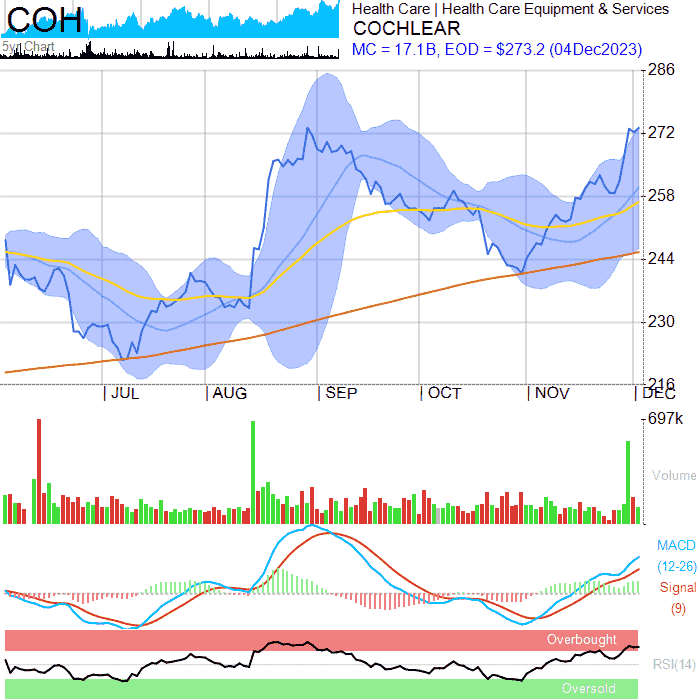 COH
Health Care | Health Care Equipment & Services
COCHLEAR
5yr Chart
MC = 17.1B, EOD = $273.2 (04Dec2023)
286
272
258
244
230
216
| JUL | AUG | SEP | OCT | NOV | DEC
697k
Volume
MACD
(12-26)
Signal
(9)
Overbought
RSI(14)
Oversold